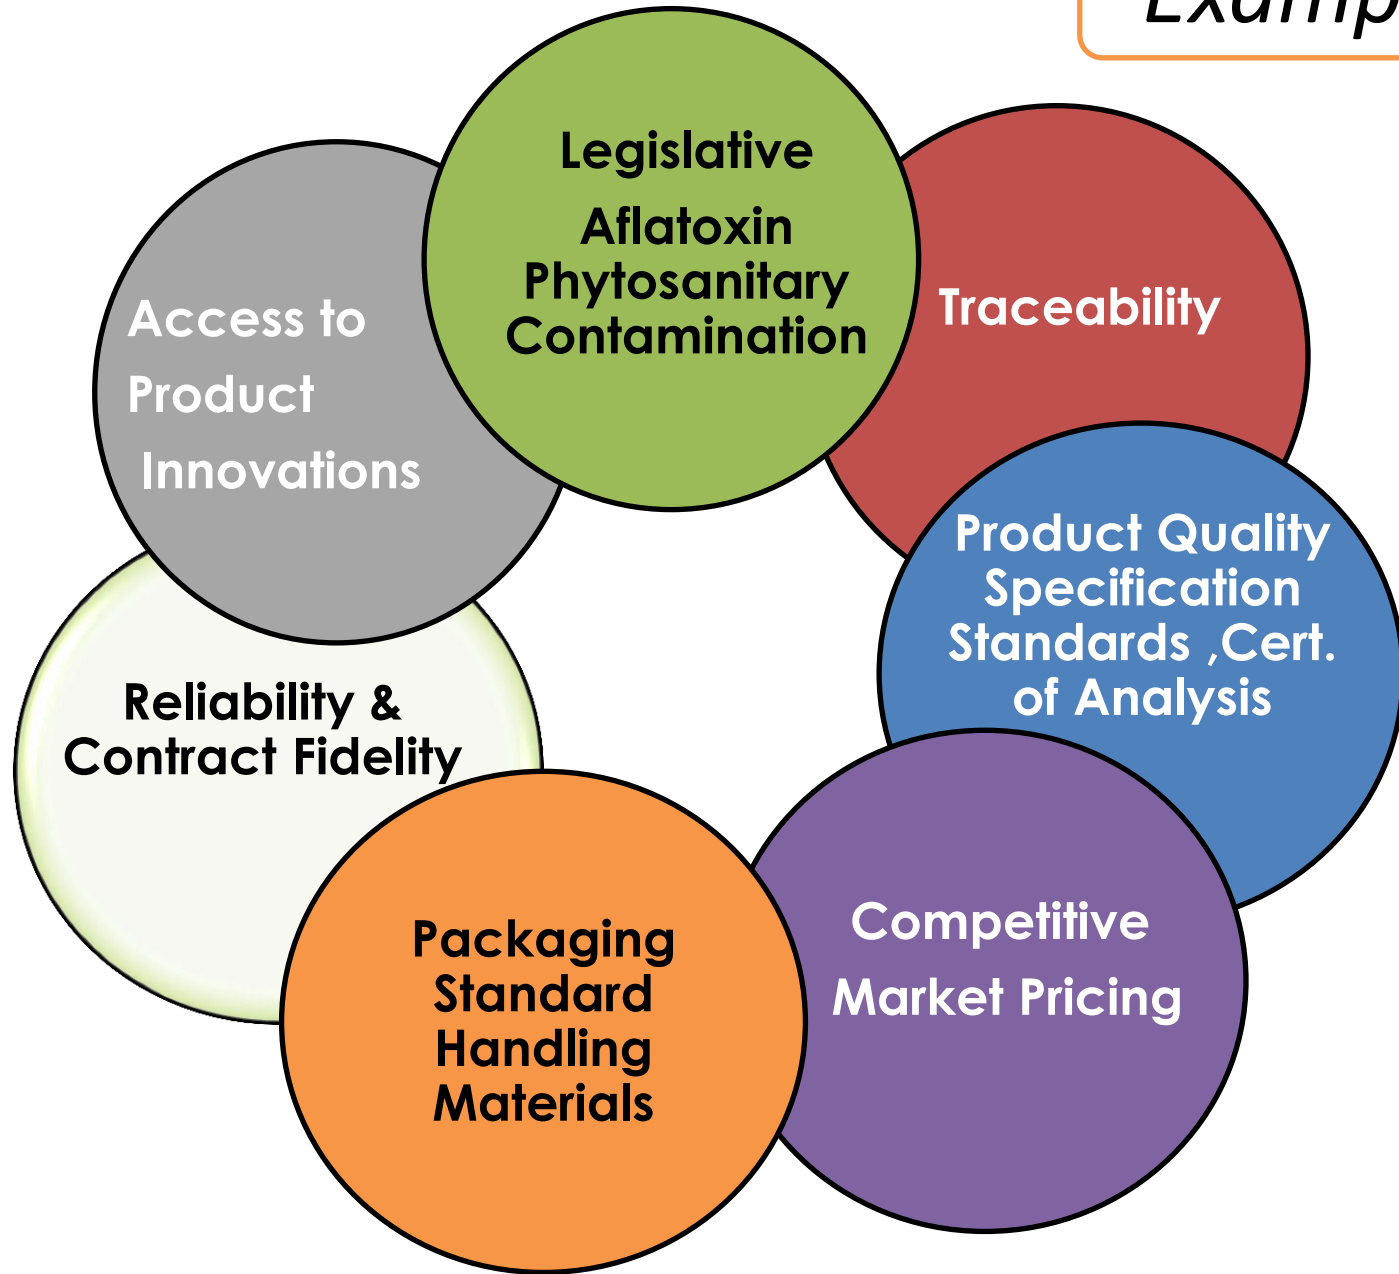 Legislative
Aflatoxin
Phytosanitary
Contamination
Traceability
Product Quality
Specification
Standards ,Cert.
of Analysis
Competitive
Market Pricing
Packaging
Standard
Handling
Materials
Reliability &
Contract Fidelity
Access to
Product
Innovations